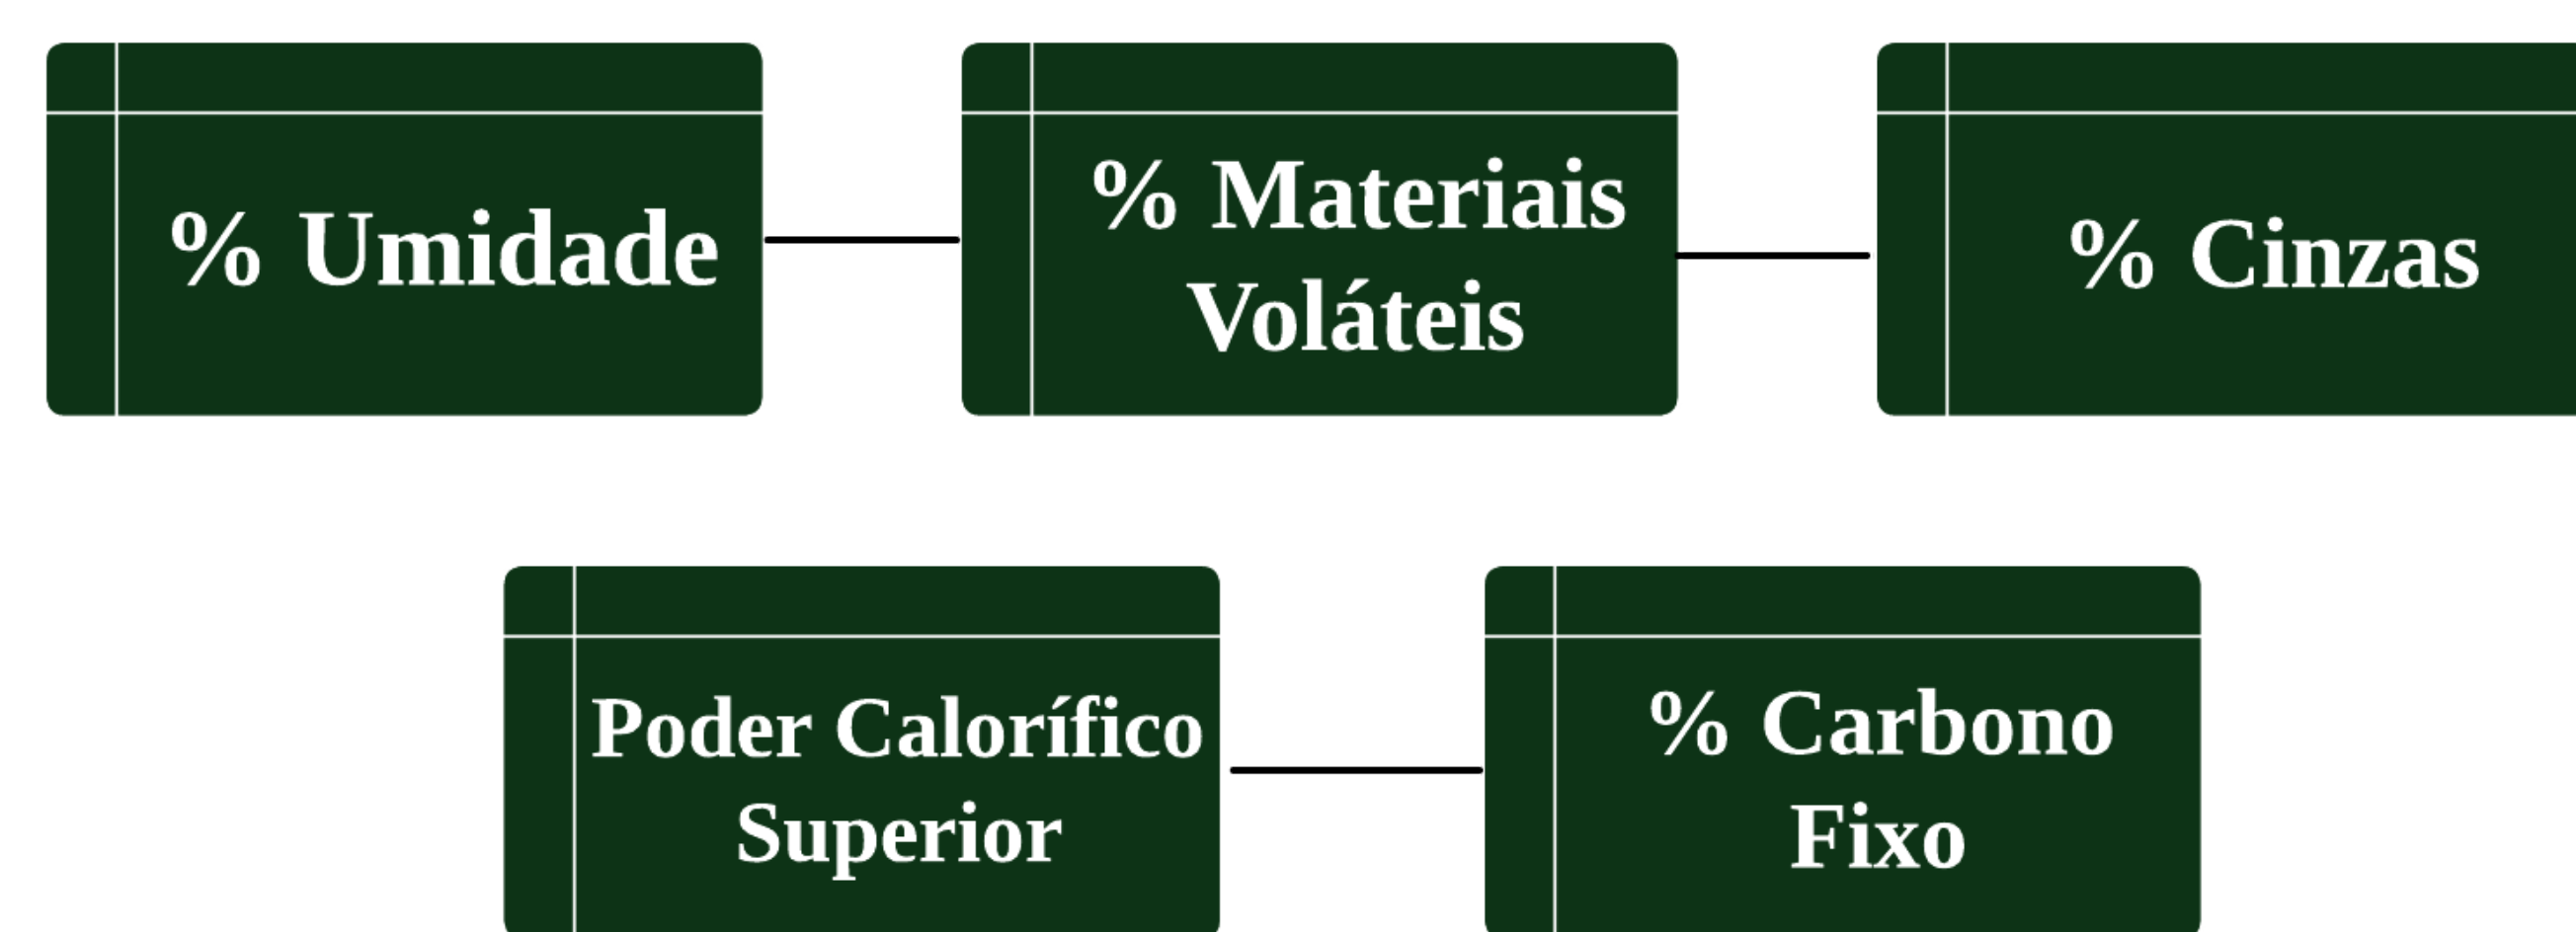 % Umidade
% Materiais
Voláteis
% Cinzas
Poder Calorífico
Superior
% Carbono
Fixo